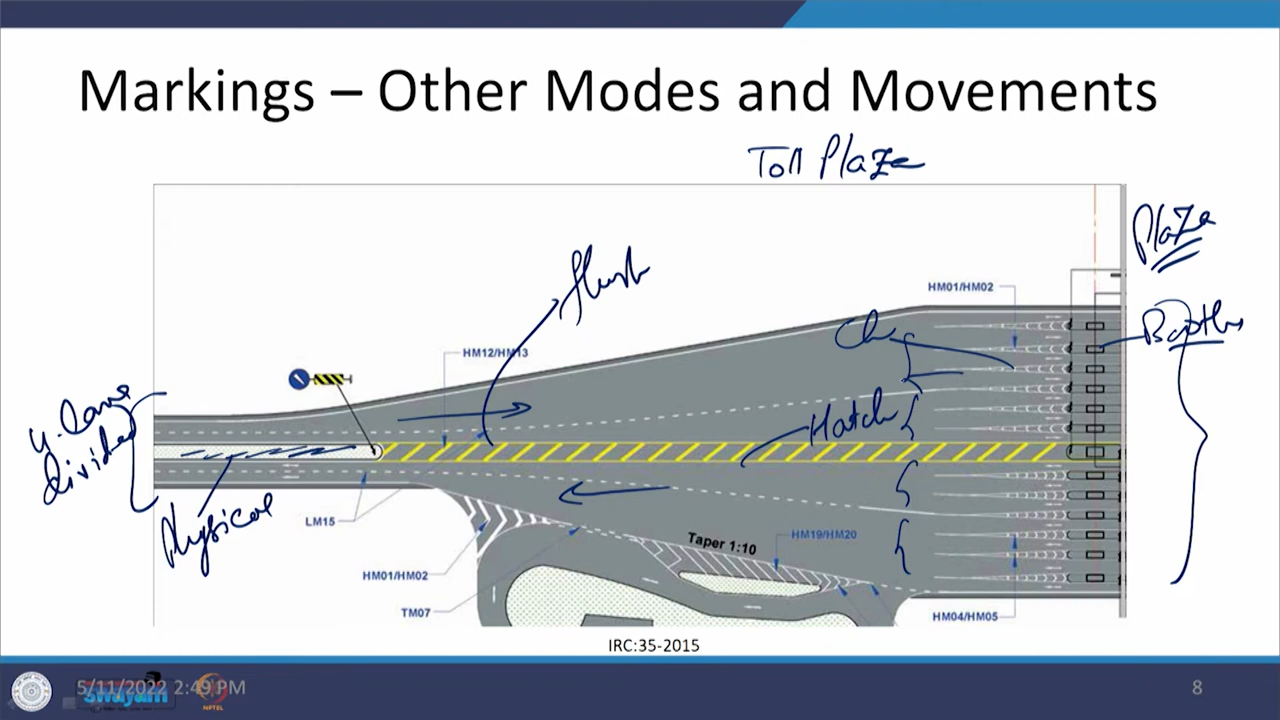 Markings – Other Modes and Movements
Toll Plaza
Plaza
flush
HM01/HM02
Booths
HM12/HM13
Ch
Hatch
4-lane
divided
Physical
LM15
Taper 1:10
HM19/HM20
HM01/HM02
TM07
HM04/HM05
IRC:35-2015
5/11/2022 2:49 PM
swayam
NPTEL
8